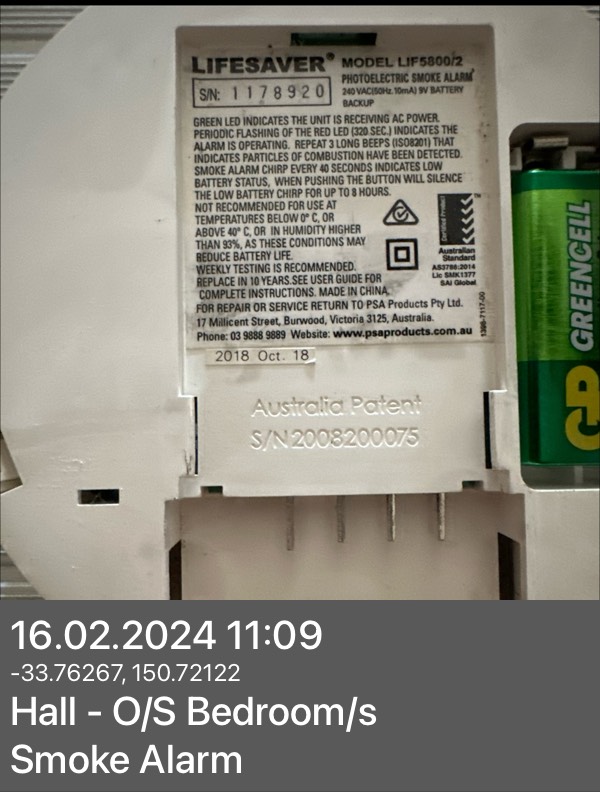 LIFESAVER® MODEL LIF5800/2
PHOTOELECTRIC SMOKE ALARM
S/N: 1178920
240 VAC(50Hz.10mA) 9V BATTERY
BACKUP
GREEN LED INDICATES THE UNIT IS RECEIVING AC POWER.
PERIODIC FLASHING OF THE RED LED (320 SEC.) INDICATES THE
ALARM IS OPERATING. REPEAT 3 LONG BEEPS (ISO8201) THAT
INDICATES PARTICLES OF COMBUSTION HAVE BEEN DETECTED.
SMOKE ALARM CHIRP EVERY 40 SECONDS INDICATES LOW
BATTERY STATUS, WHEN PUSHING THE BUTTON WILL SILENCE
THE LOW BATTERY CHIRP FOR UP TO 8 HOURS.
NOT RECOMMENDED FOR USE AT
TEMPERATURES BELOW 0° C, OR
ABOVE 40° C, OR IN HUMIDITY HIGHER
THAN 93%, AS THESE CONDITIONS MAY
REDUCE BATTERY LIFE.
WEEKLY TESTING IS RECOMMENDED.
REPLACE IN 10 YEARS.SEE USER GUIDE FOR
COMPLETE INSTRUCTIONS. MADE IN CHINA.
Certified Product
TM
Australian
Standard
AS3786:2014
Lic SMK1377
SAI Global
FOR REPAIR OR SERVICE RETURN TO PSA Products Pty Ltd.
17 Millicent Street, Burwood, Victoria 3125, Australia.
Phone: 03 9888 9889 Website: www.psaproducts.com.au
1398-7117-00
2018 Oct. 18
Australia Patent
S/N2008200075
GP GREENCELL
16.02.2024 11:09
-33.76267, 150.72122
Hall - O/S Bedroom/s
Smoke Alarm